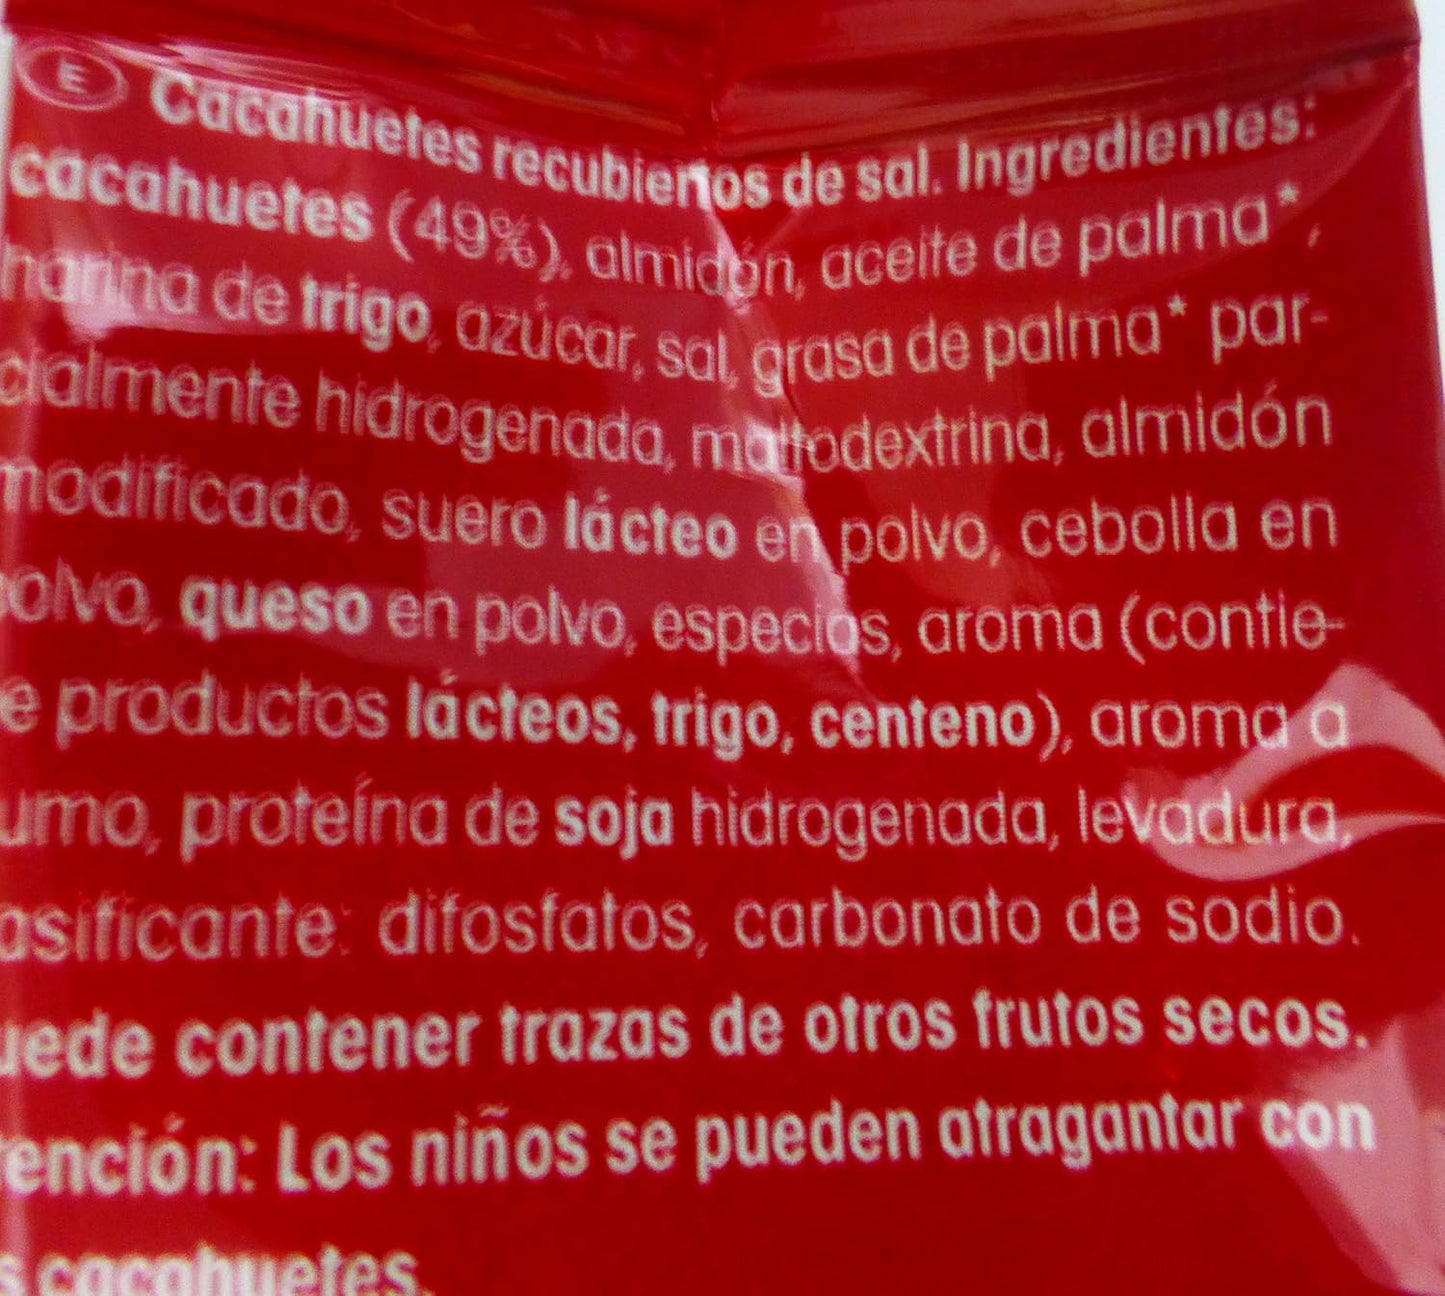 E Cacahuetes recubiertos de sal. Ingredientes:
cacahuetes (49%), almidón, aceite de palma*,
harina de trigo, azúcar, sal, grasa de palma* par-
cialmente hidrogenada, maltodextrina, almidón
modificado, suero lácteo en polvo, cebolla en
polvo, queso en polvo, especias, aroma (contie-
e productos lácteos, trigo, centeno), aroma a
umo, proteína de soja hidrogenada, levadura,
asificante: difosfatos, carbonato de sodio.
uede contener trazas de otros frutos secos.
tención: Los niños se pueden atragantar con
s cacahuetes.